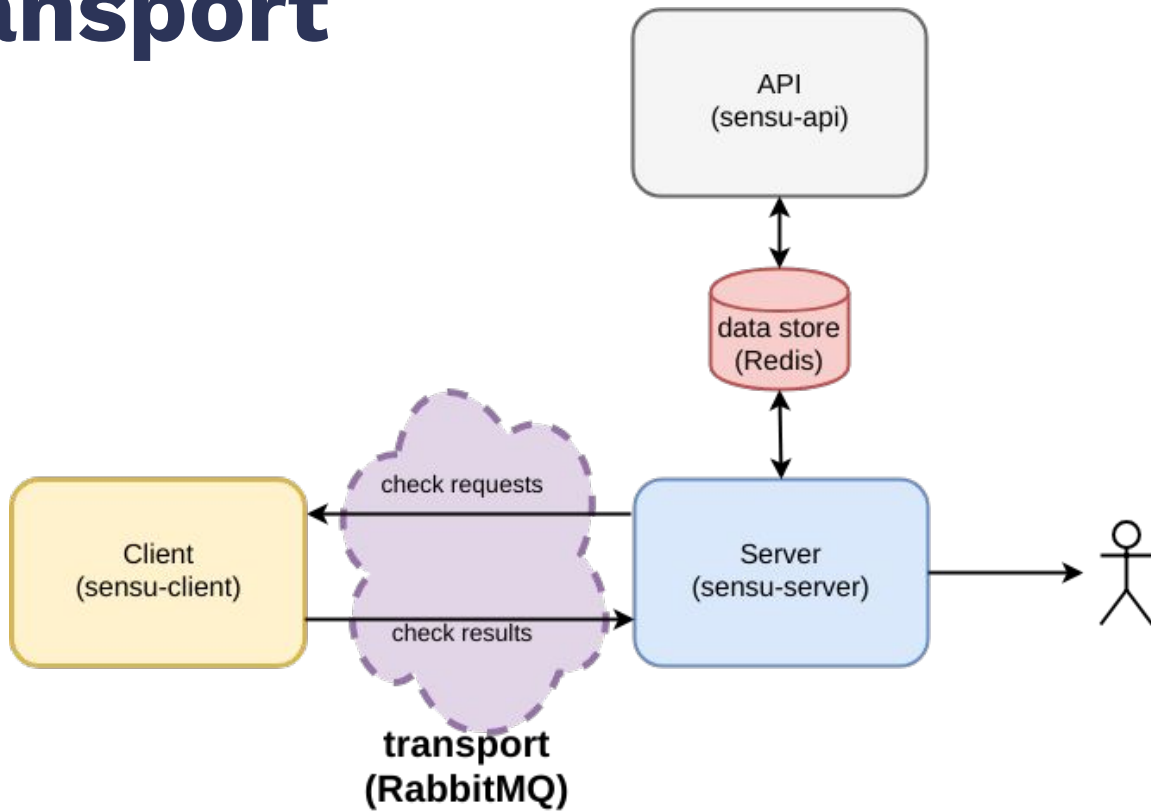 ansport
API
(sensu-api)
data store
(Redis)
check requests
Client
(sensu-client)
Server
(sensu-server)
check results
transport
(RabbitMQ)